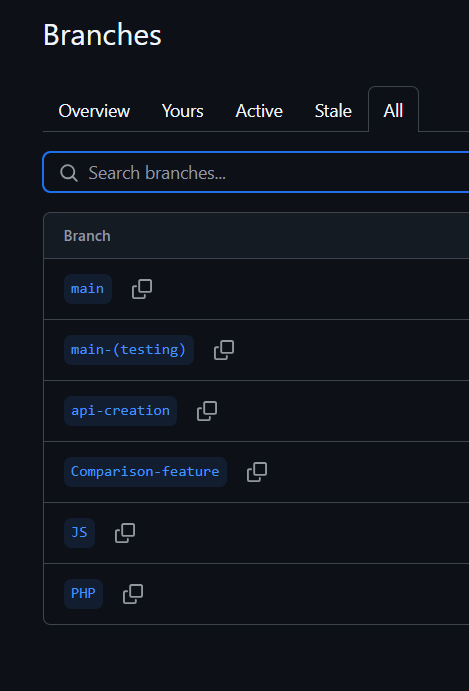 Branches
Overview Yours Active Stale All
Search branches...
Branch
main
main-(testing)
api-creation
Comparison-feature
JS
PHP